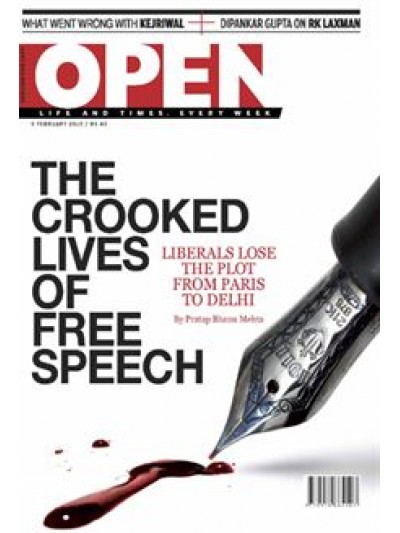 WHAT WENT WRONG WITH KEJRIWAL + DIPANKAR GUPTA ON RK LAXMAN
OPEN
LIFE AND TIMES. EVERY WEEK
THE
CROOKED
LIVES
OF
FREE
SPEECH
LIBERALS LOSE
THE PLOT
FROM PARIS
TO DELHI
By Pratap Bhanu Mehta